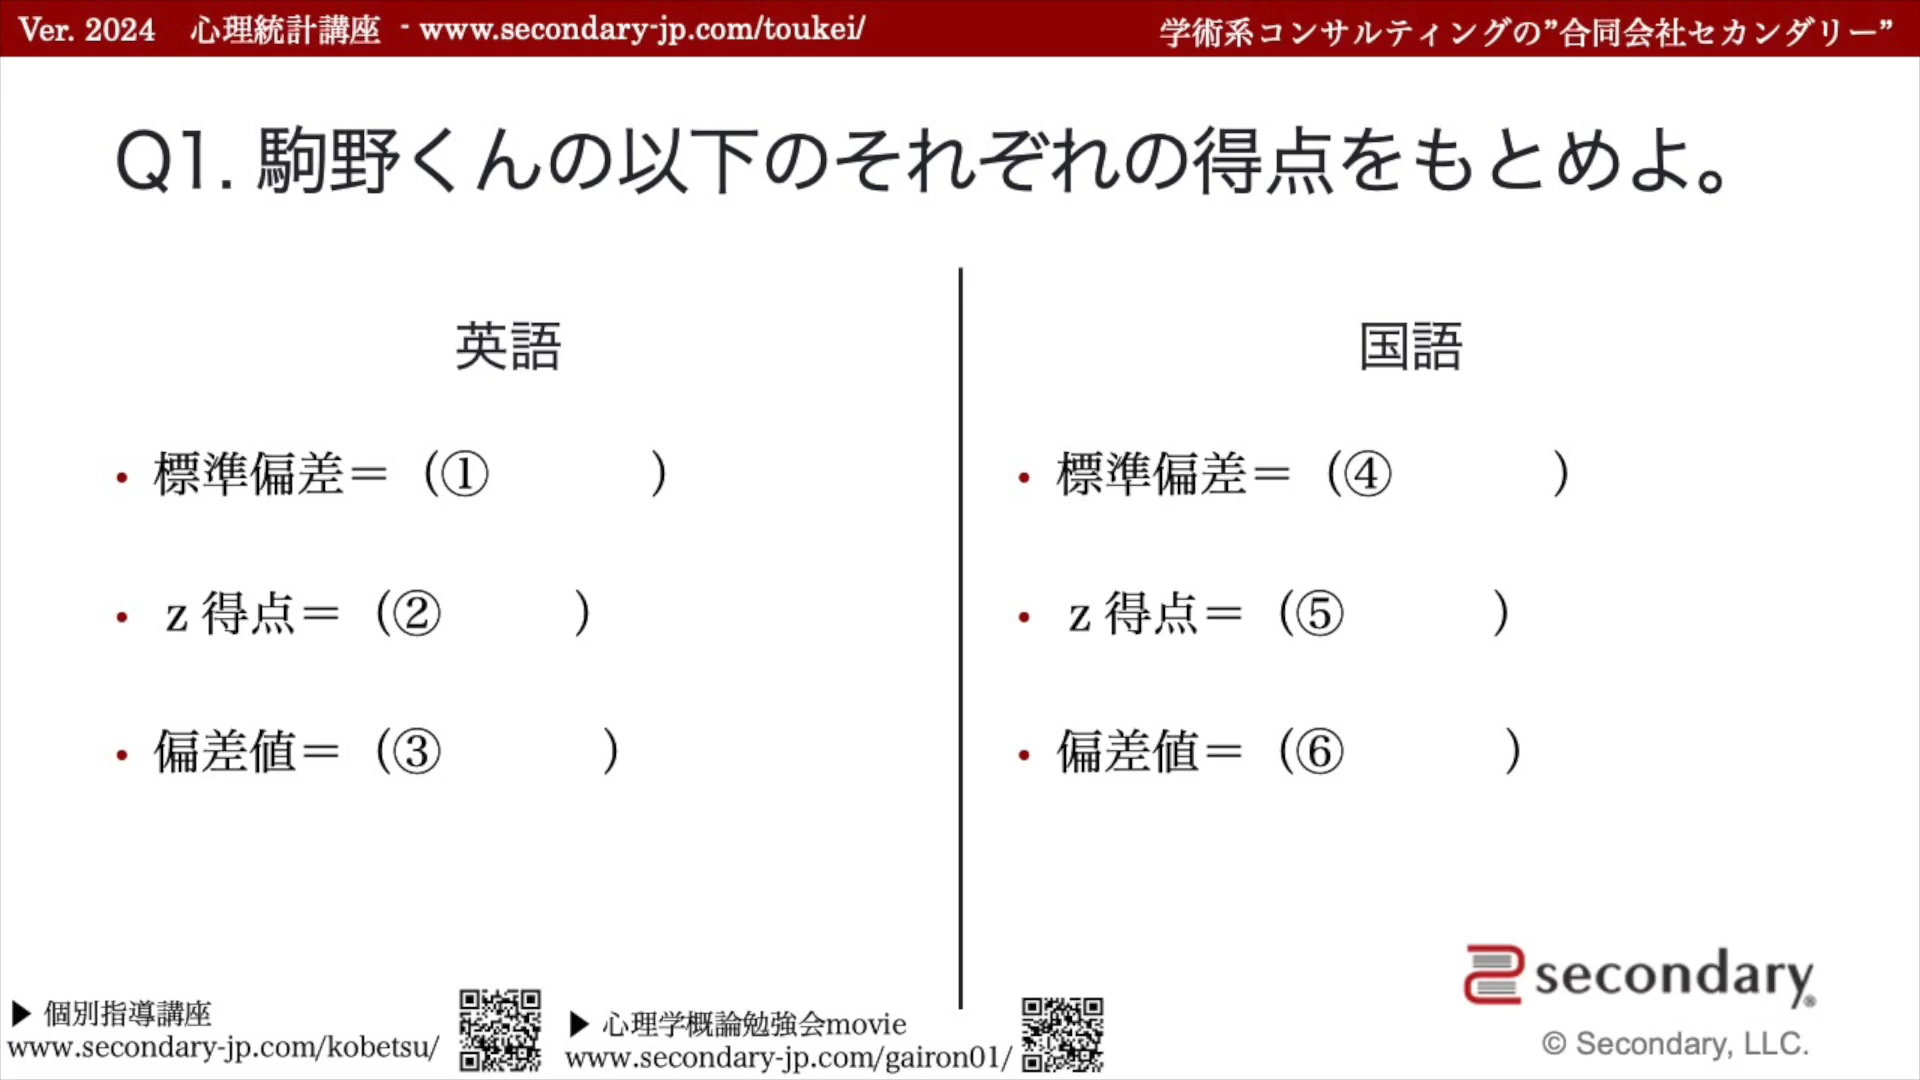 Ver. 2024 心理統計講座 - www.secondary-jp.com/toukei/
学術系コンサルティングの”合同会社セカンダリー”
Q1. 駒野くんの以下のそれぞれの得点をもとめよ。
英語
• 標準偏差＝（① ）
• z 得点＝（② ）
• 偏差値＝（③ ）
国語
• 標準偏差＝（④ ）
• z 得点＝（⑤ ）
• 偏差値＝（⑥ ）
▶ 個別指導講座
www.secondary-jp.com/kobetsu/
▶ 心理学概論勉強会movie
www.secondary-jp.com/gairon01/
secondary®
© Secondary, LLC.